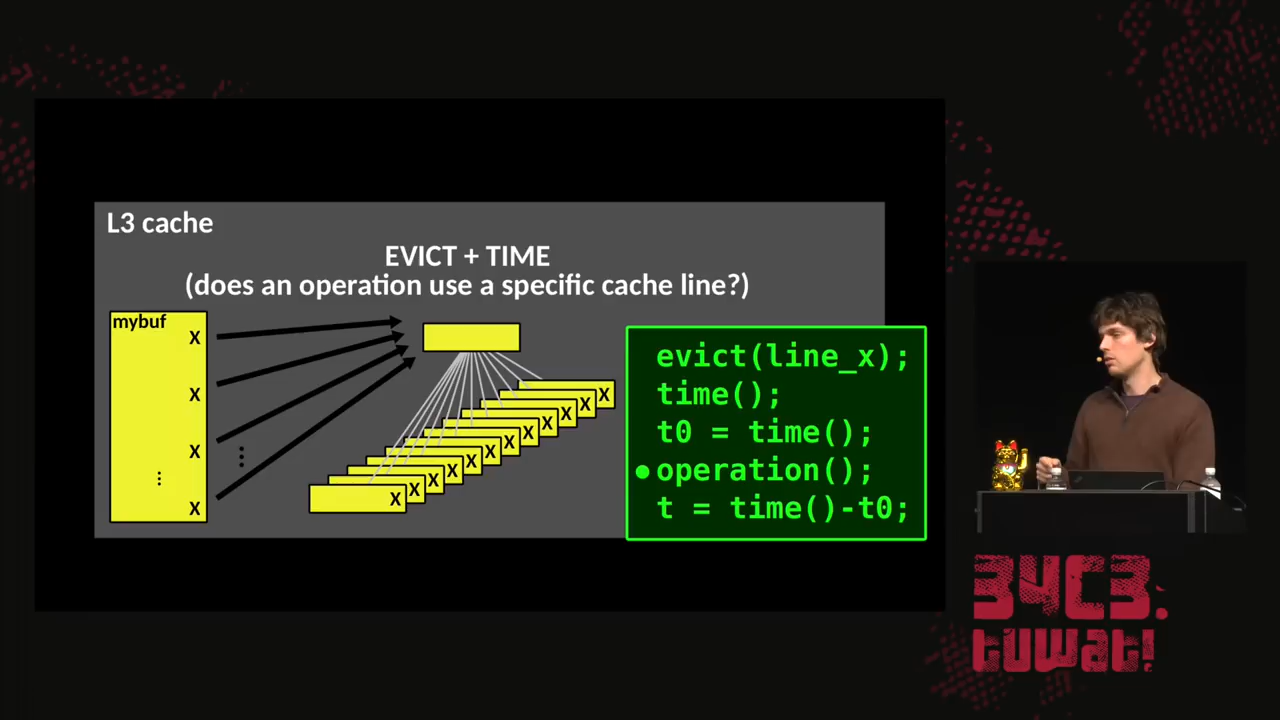 L3 cache
EVICT + TIME
(does an operation use a specific cache line?)
mybuf
X
X
X
⋮
⋮
X
X X X X X X X X X X X X
evict(line_x);
time();
t0 = time();
operation();
t = time()-t0;
34C3.
tuwat!